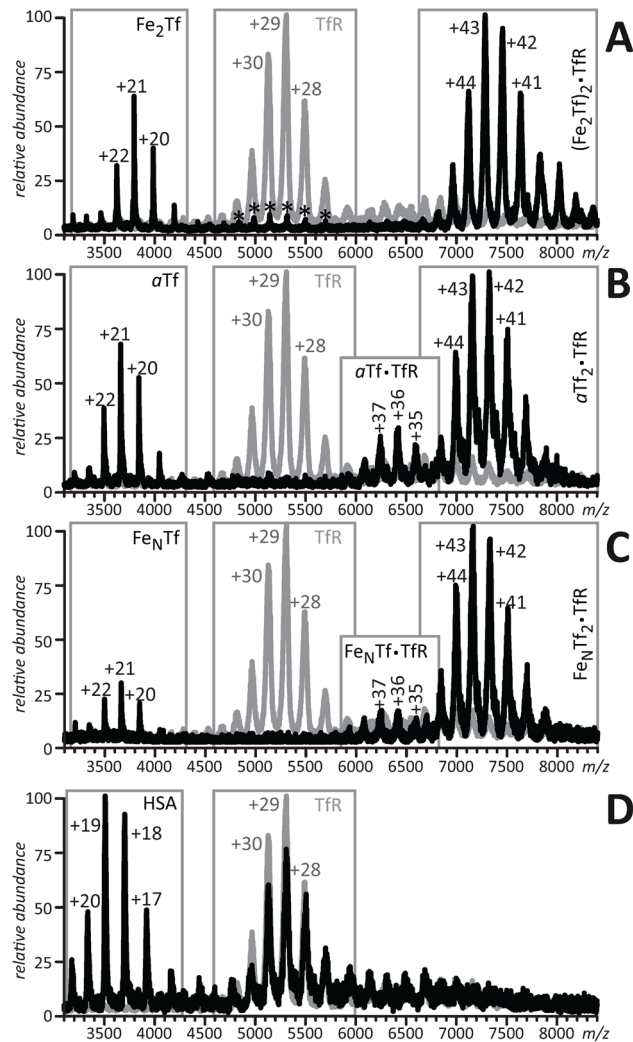 A
Fe2Tf
TfR
(Fe2Tf)2•TfR
relative abundance
100
75
50
25
0
+22
+21
+20
+30
+29
+28
+44
+43
+42
+41
* * * * * *
3500 4000 4500 5000 5500 6000 6500 7000 7500 8000 m/z
B
aTf
TfR
aTf•TfR
aTf2•TfR
relative abundance
100
75
50
25
0
+22
+21
+20
+30
+29
+28
+37
+36
+35
+44
+43
+42
+41
3500 4000 4500 5000 5500 6000 6500 7000 7500 8000 m/z
C
FeNTf
TfR
FeNTf•TfR
FeNTf2•TfR
relative abundance
100
75
50
25
0
+22
+21
+20
+30
+29
+28
+37
+36
+35
+44
+43
+42
+41
3500 4000 4500 5000 5500 6000 6500 7000 7500 8000 m/z
D
HSA
TfR
relative abundance
100
75
50
25
0
+20
+19
+18
+17
+30
+29
+28
3500 4000 4500 5000 5500 6000 6500 7000 7500 8000 m/z